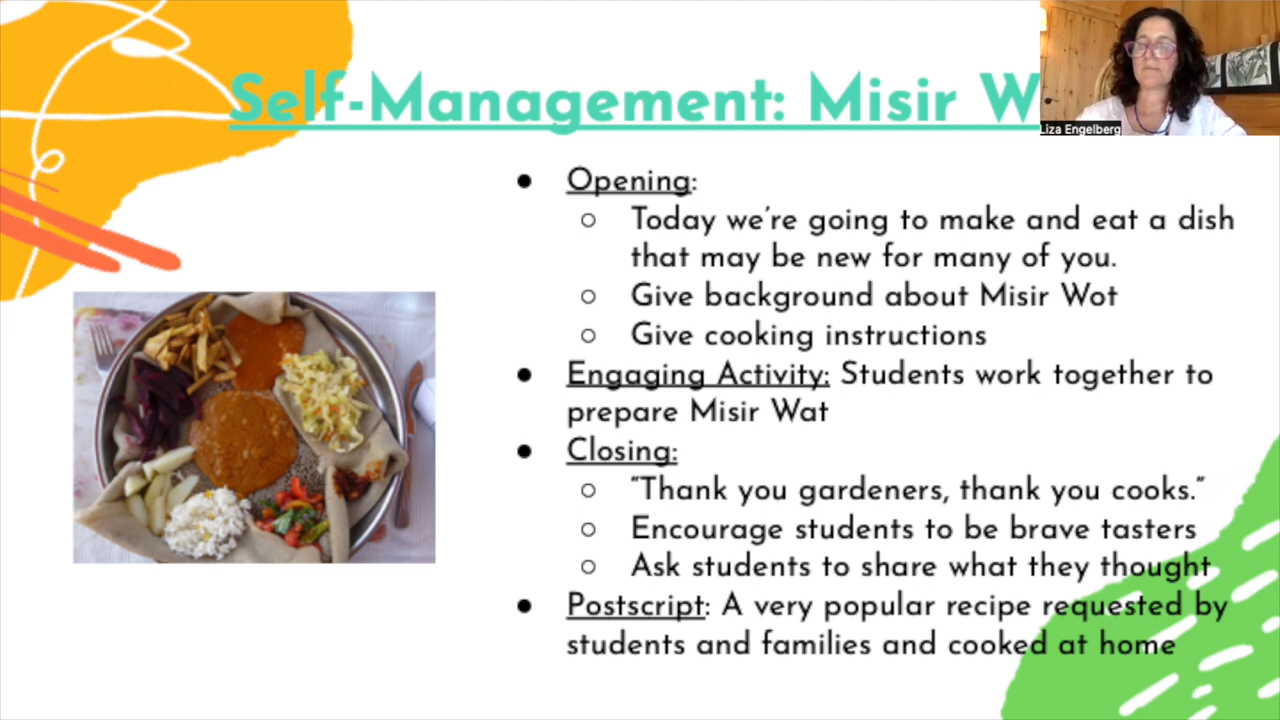 Self-Management: Misir W
Liza Engelberg
● Opening:
○ Today we're going to make and eat a dish
that may be new for many of you.
○ Give background about Misir Wot
○ Give cooking instructions
● Engaging Activity: Students work together to
prepare Misir Wat
● Closing:
○ "Thank you gardeners, thank you cooks."
○ Encourage students to be brave tasters
○ Ask students to share what they thought
● Postscript: A very popular recipe requested by
students and families and cooked at home